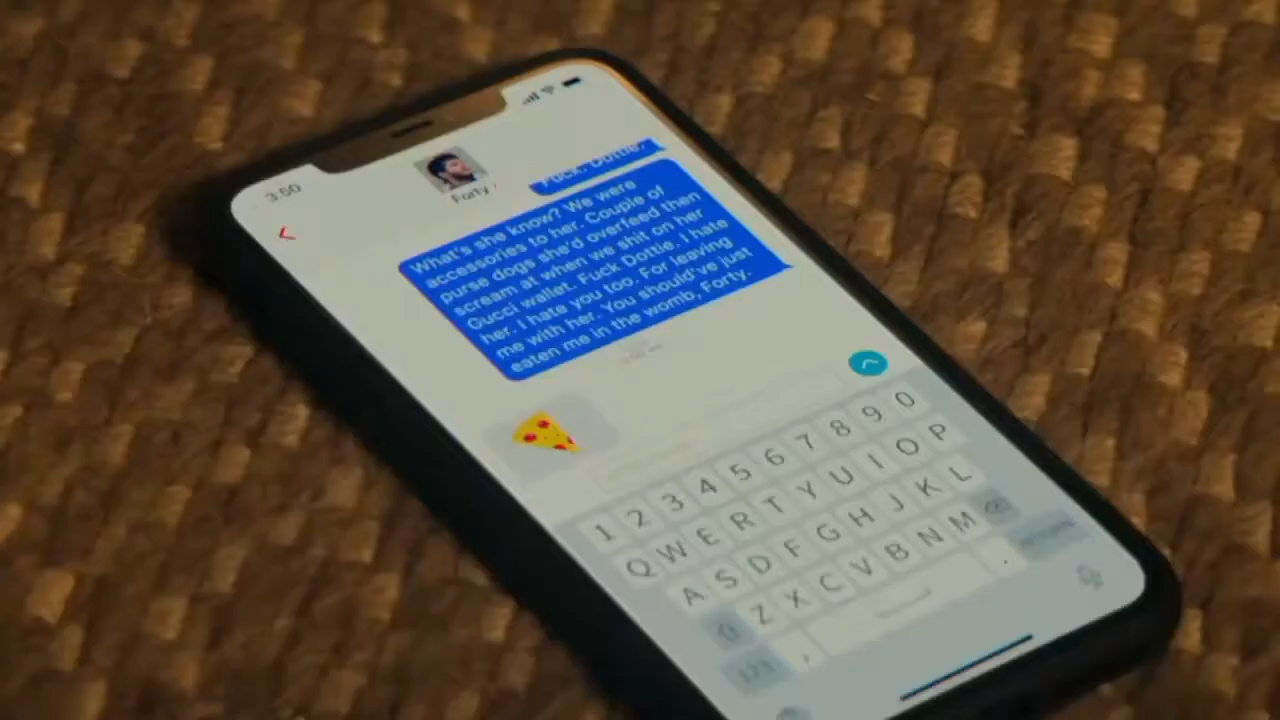 3:50
Forty
Fuck. Dottie.
What's she know? We were
accessories to her. Couple of
purse dogs she'd overfeed then
scream at when we shit on her
Gucci wallet. Fuck Dottie. I hate
her. I hate you too. For leaving
me with her. You should've just
eaten me in the womb, Forty.
1 2 3 4 5 6 7 8 9 0
Q W E R T Y U I O P
A S D F G H J K L
Z X C V B N M
123 , .